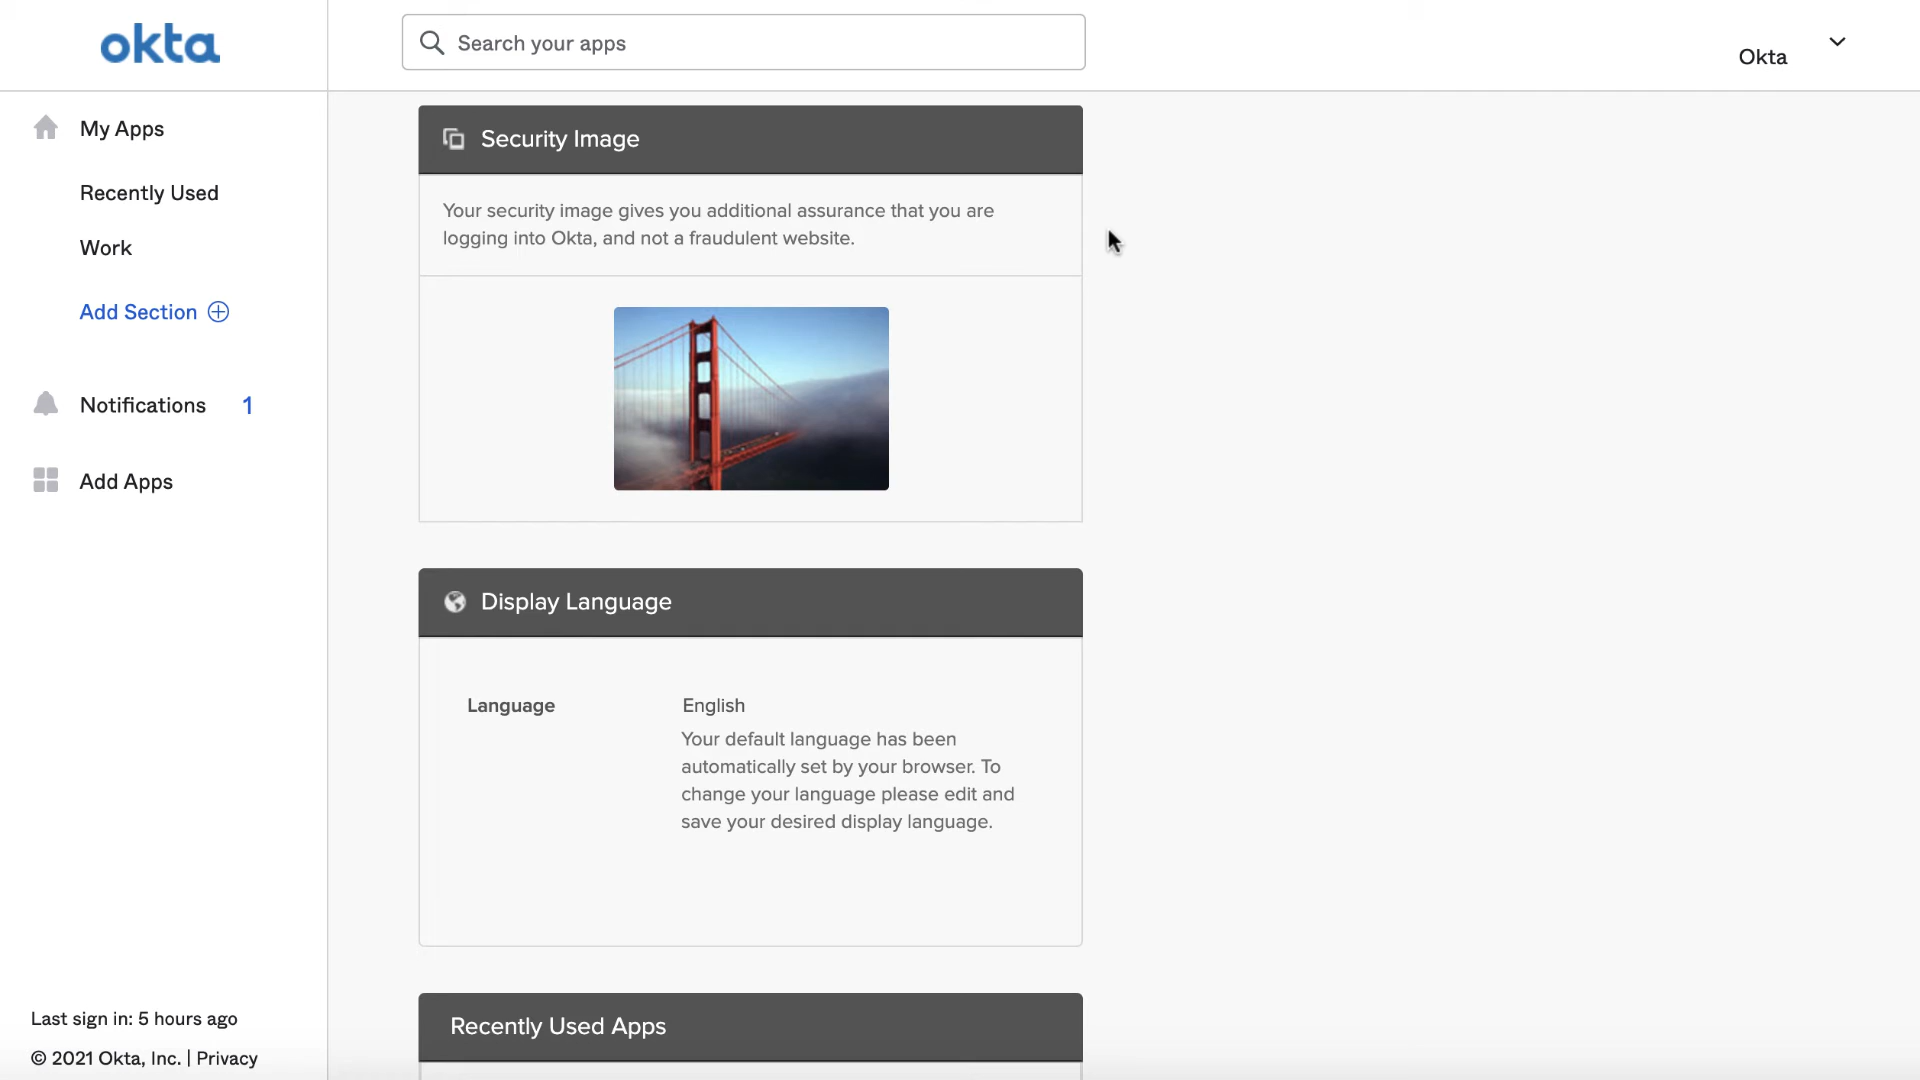 okta
Search your apps
Okta
My Apps
Recently Used
Work
Add Section
Notifications 1
Add Apps
Last sign in: 5 hours ago
© 2021 Okta, Inc. | Privacy
Security Image
Your security image gives you additional assurance that you are
logging into Okta, and not a fraudulent website.
Display Language
Language English
Your default language has been
automatically set by your browser. To
change your language please edit and
save your desired display language.
Recently Used Apps